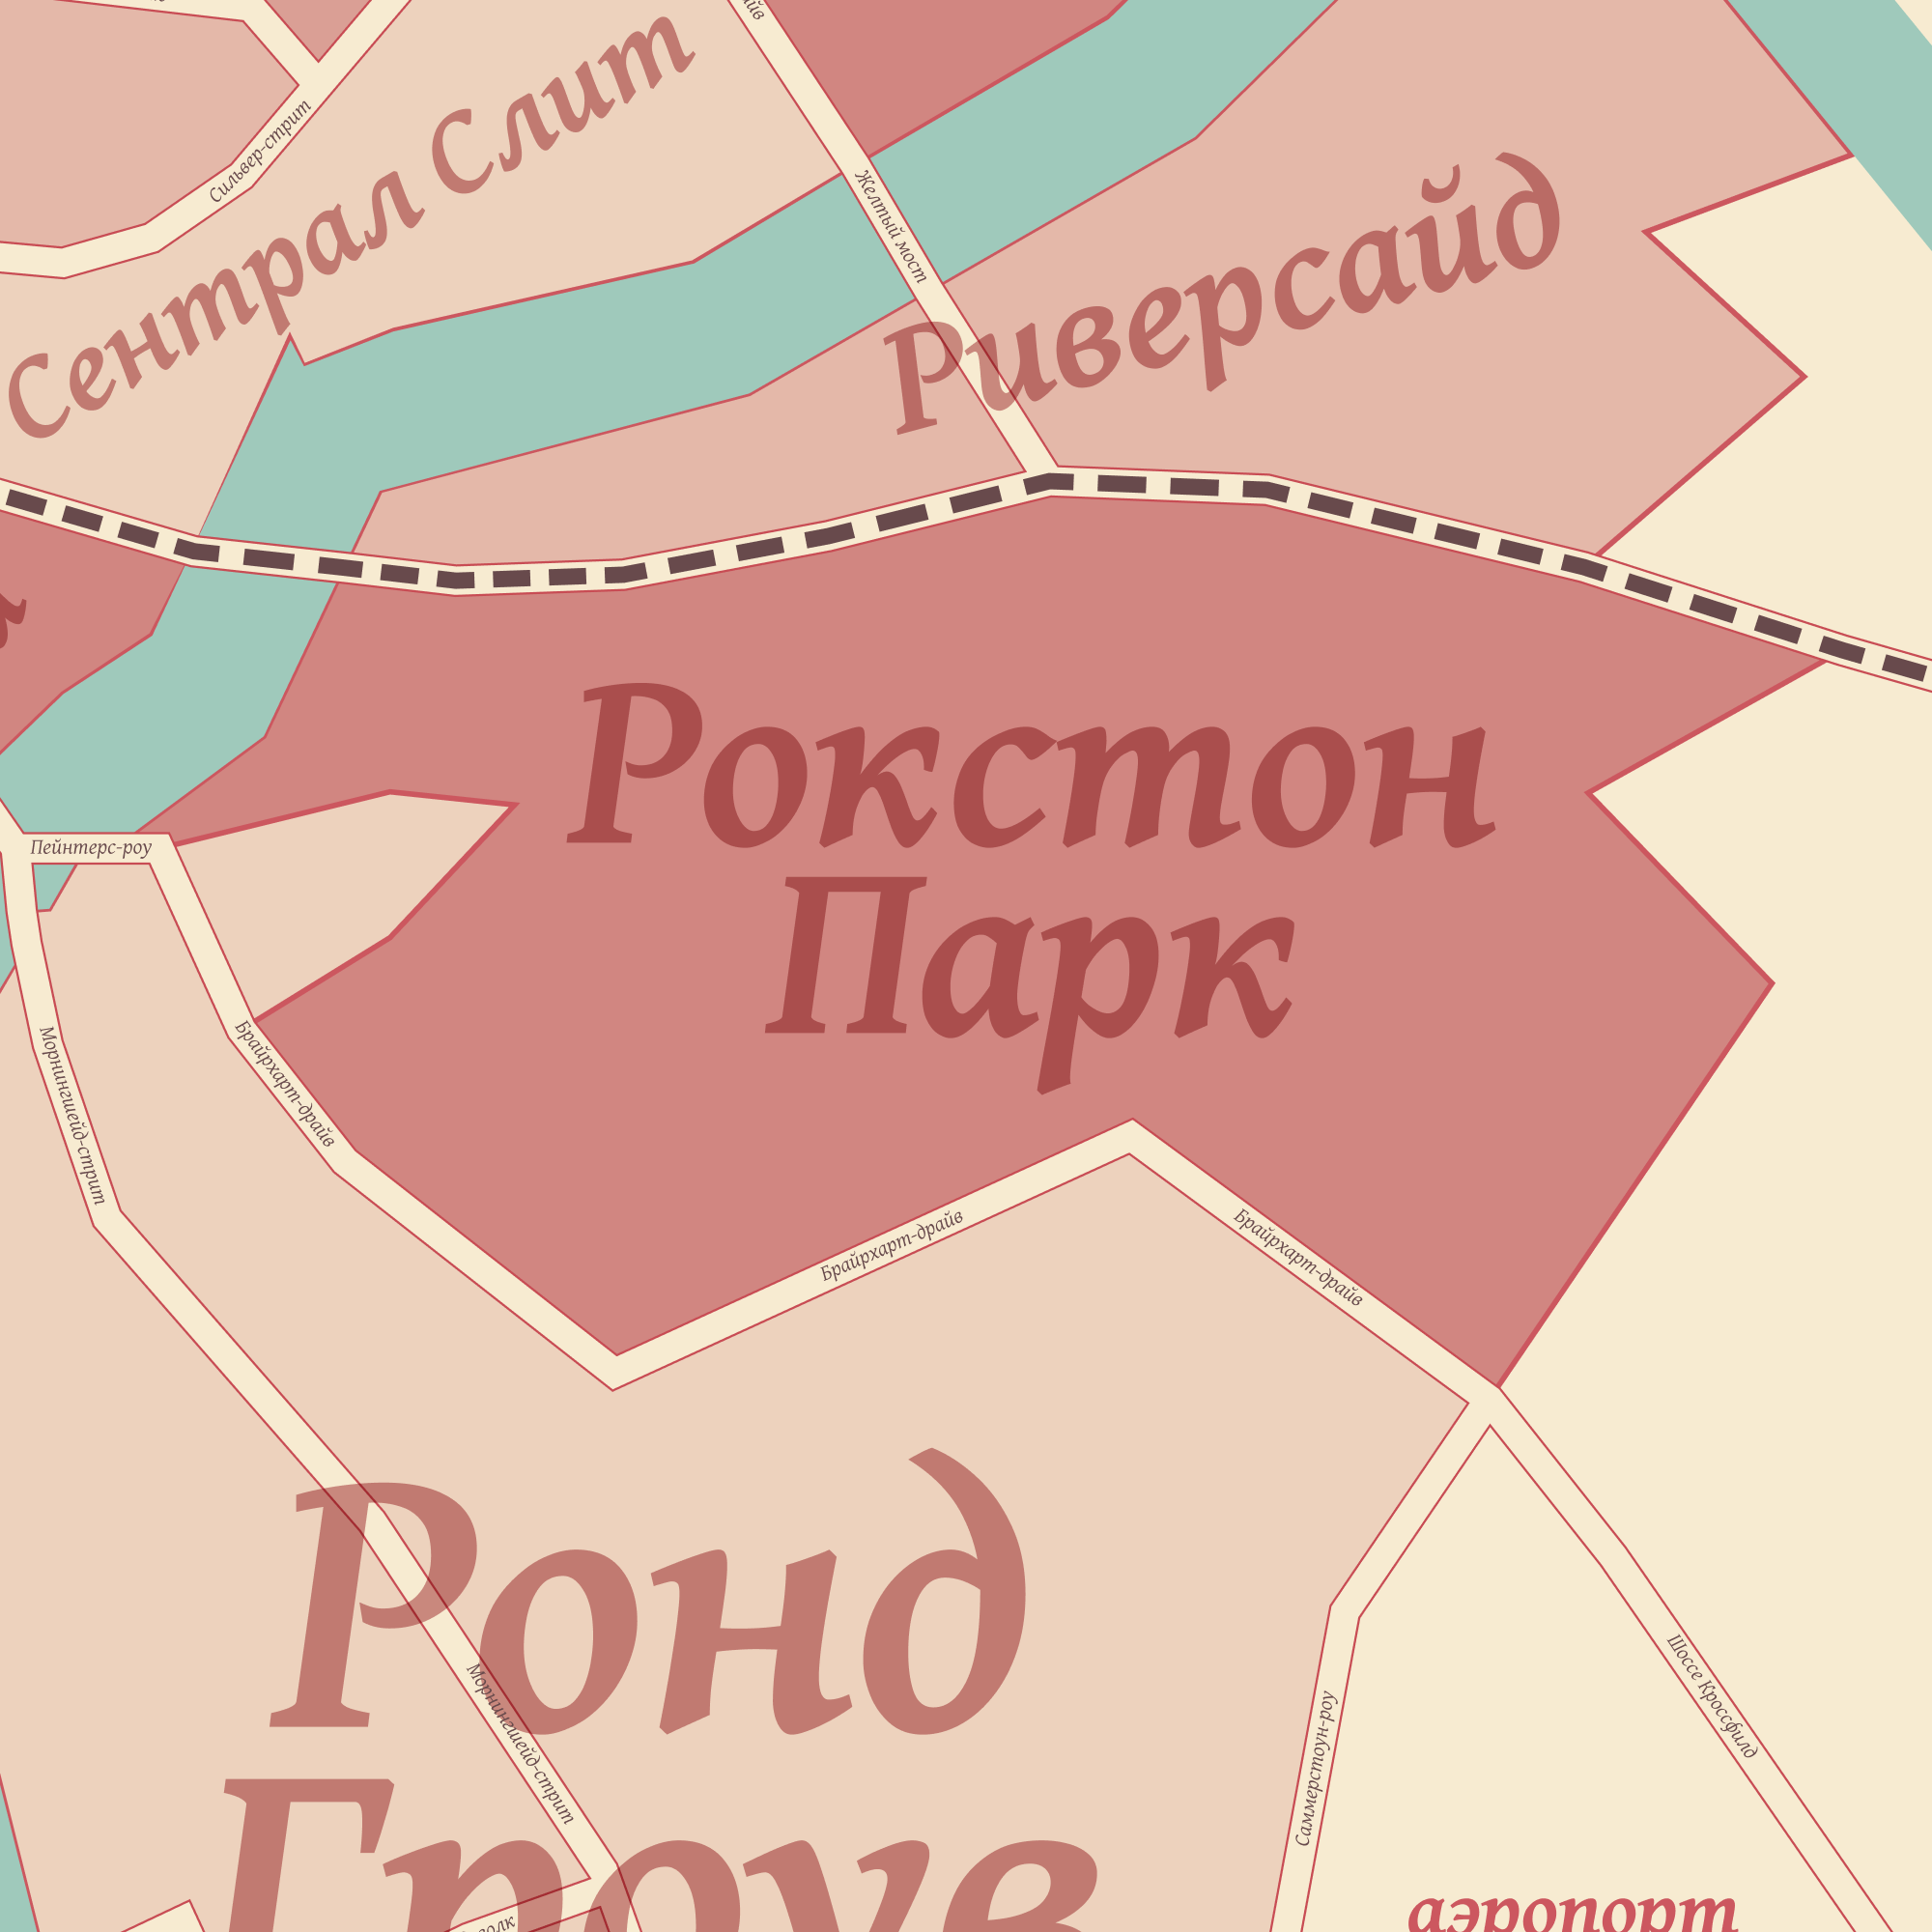 Сентрал Слит
Сильвер-стрит
Желтый мост
Риверсайд
Рокстон
Парк
Пейнтерс-роу
Морнингшейд-стрит
Брайрхарт-драйв
Брайрхарт-драйв
Брайрхарт-драйв
Ронд
Гроув
Морнингшейд-стрит
Саммерстоун-роу
Шоссе Кроссфилд
аэропорт